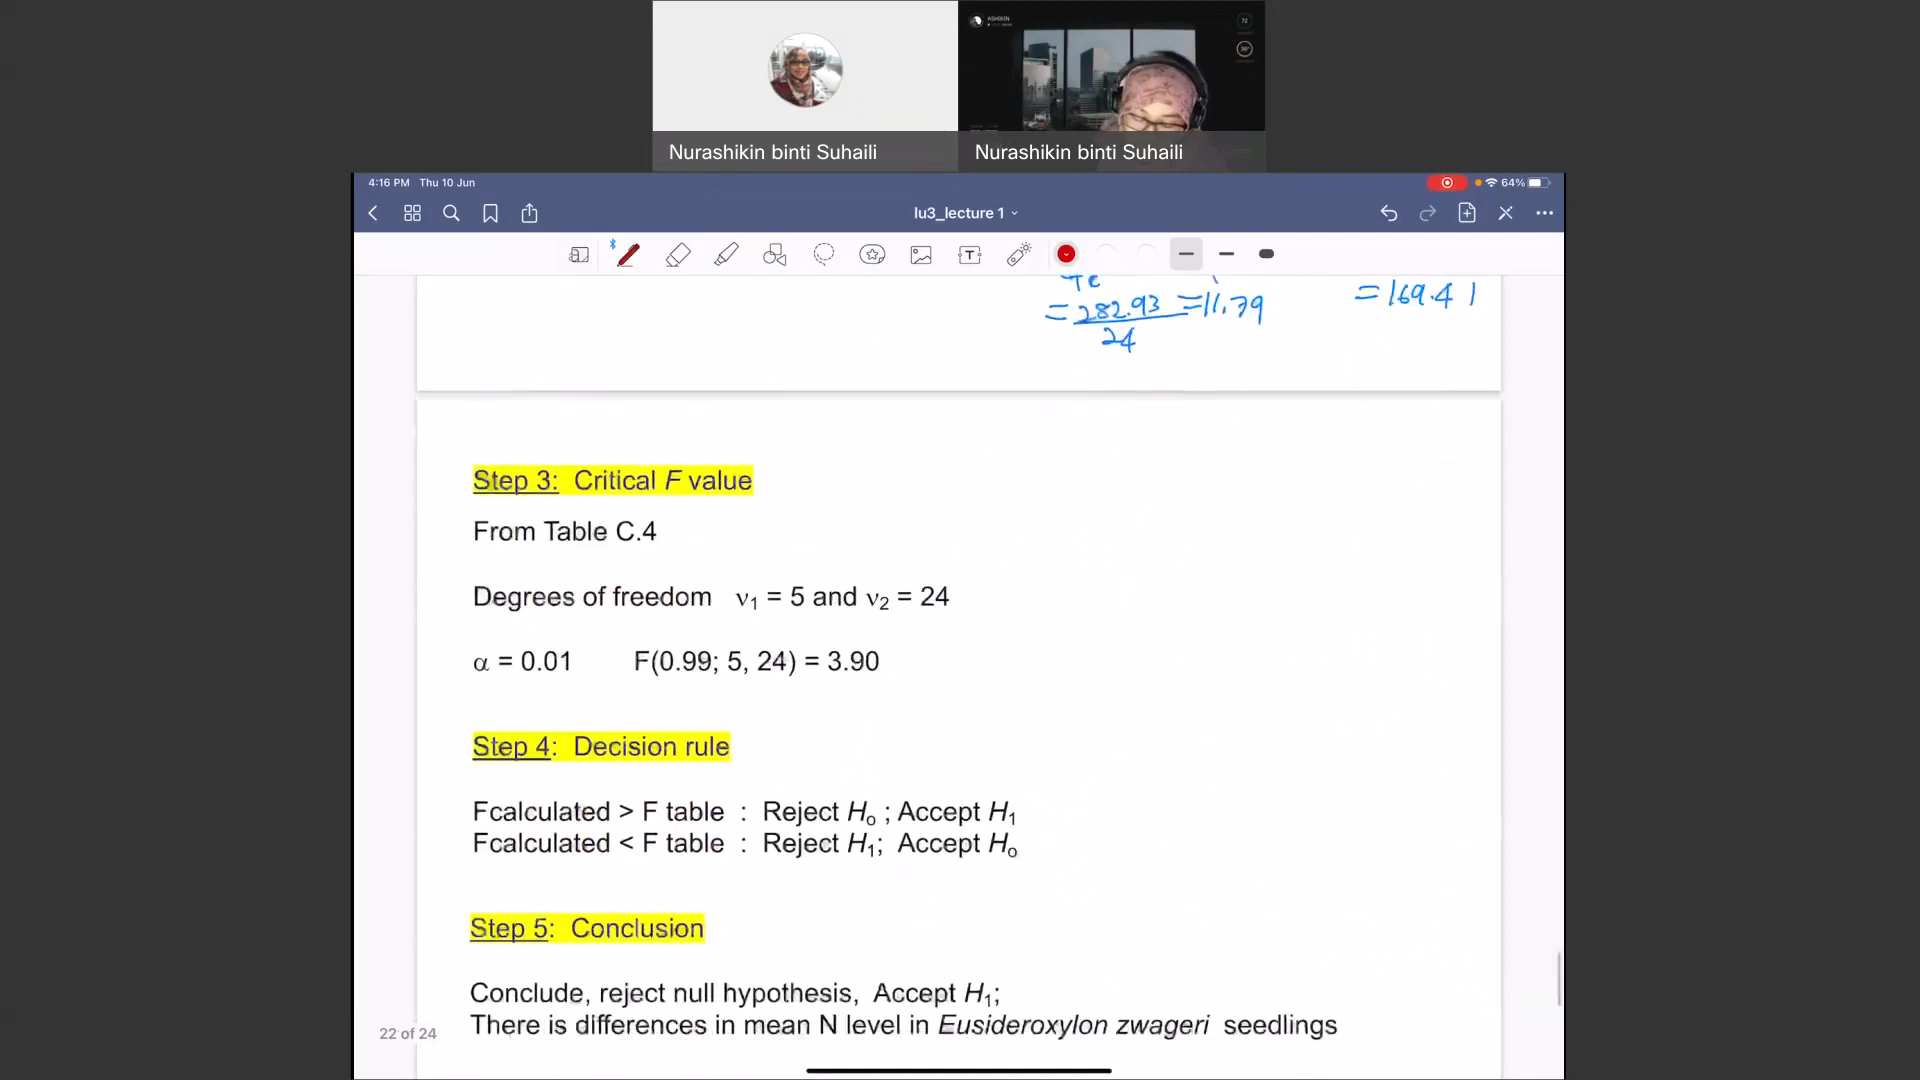 ASHIKIN
72
Nurashikin binti Suhaili
Nurashikin binti Suhaili
4:16 PM Thu 10 Jun
64%
lu3_lecture 1
T
= 282.93 = 11.79
24
= 169.41
Step 3: Critical F value
From Table C.4
Degrees of freedom ν1 = 5 and ν2 = 24
α = 0.01 F(0.99; 5, 24) = 3.90
Step 4: Decision rule
Fcalculated > F table : Reject Ho ; Accept H1
Fcalculated < F table : Reject H1; Accept Ho
Step 5: Conclusion
Conclude, reject null hypothesis, Accept H1;
There is differences in mean N level in Eusideroxylon zwageri seedlings
22 of 24